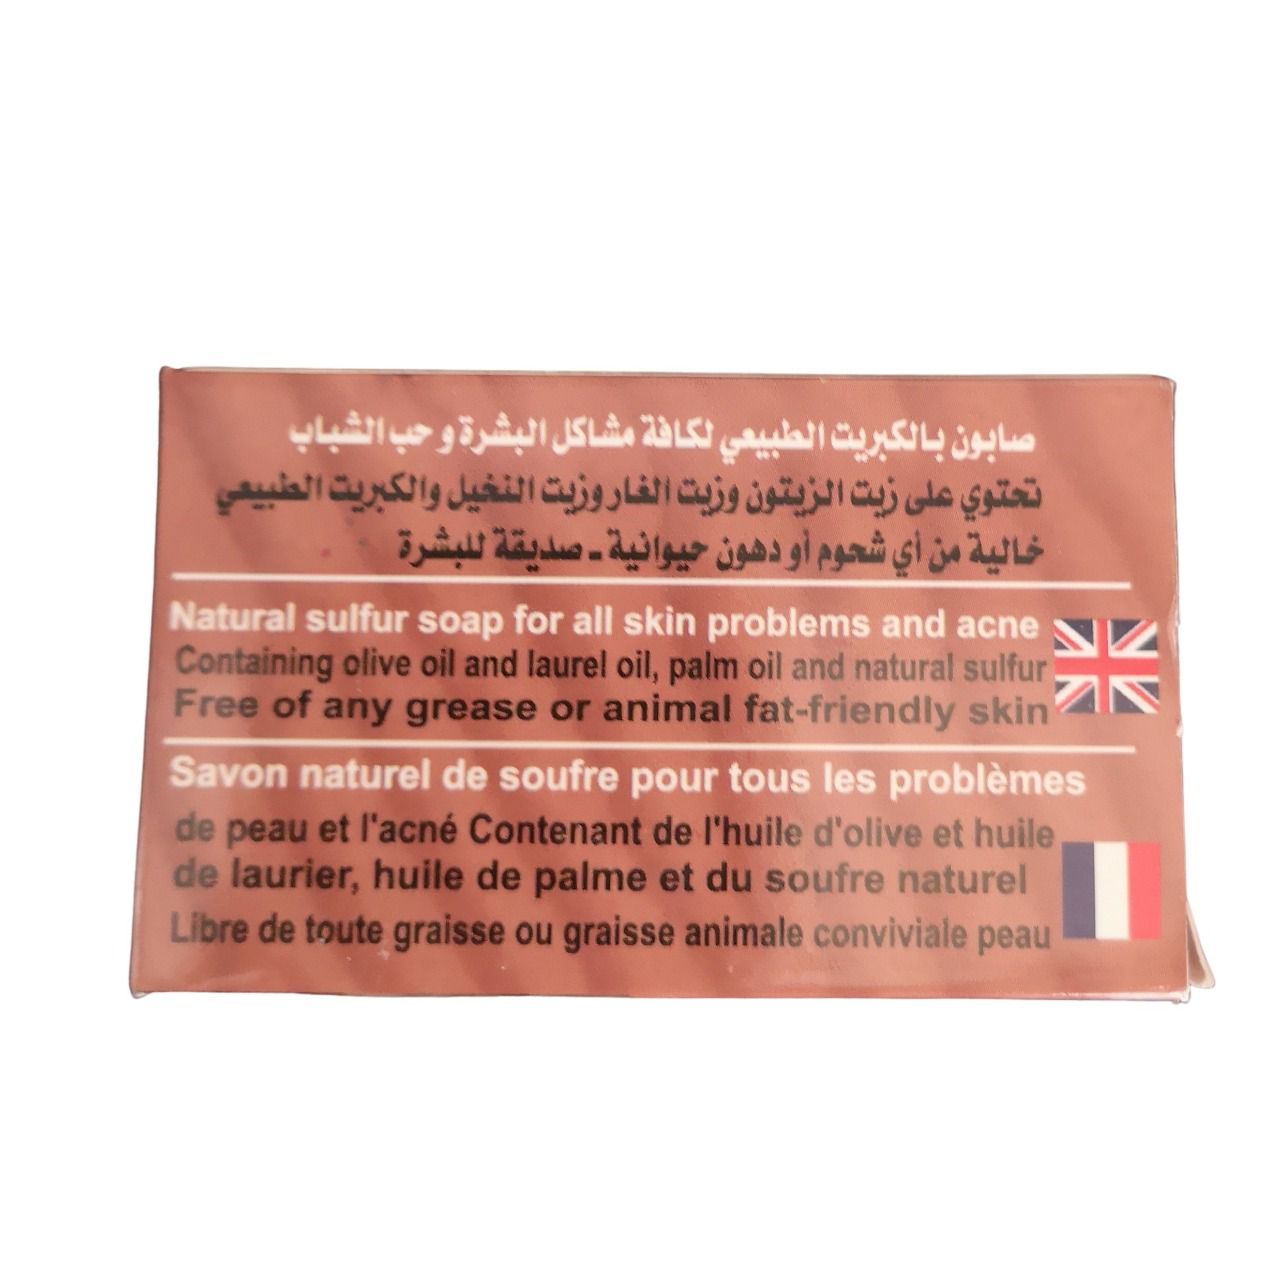 صابون بالكبريت الطبيعي لكافة مشاكل البشرة و حب الشباب
تحتوي على زيت الزيتون وزيت الغار وزيت النخيل والكبريت الطبيعي
خالية من أي شحوم أو دهون حيوانية - صديقة للبشرة
Natural sulfur soap for all skin problems and acne
Containing olive oil and laurel oil, palm oil and natural sulfur
Free of any grease or animal fat-friendly skin
Savon naturel de soufre pour tous les problèmes
de peau et l'acné Contenant de l'huile d'olive et huile
de laurier, huile de palme et du soufre naturel
Libre de toute graisse ou graisse animale conviviale peau